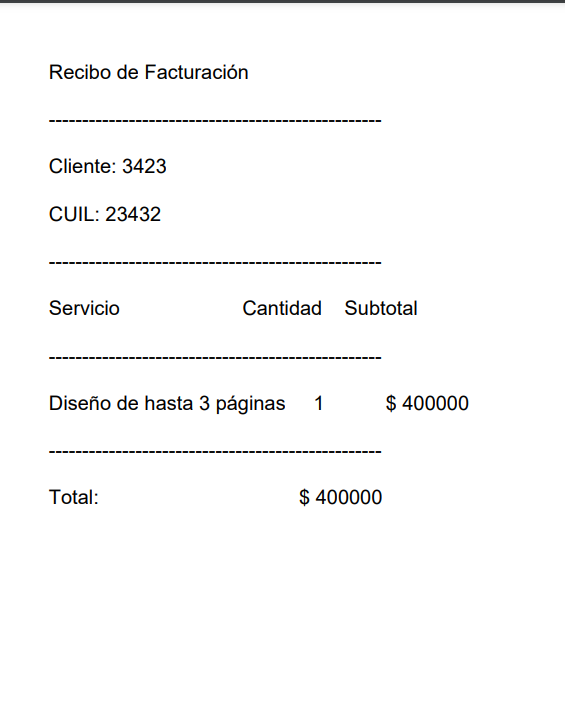 Recibo de Facturación
--------------------------------------------------
Cliente: 3423
CUIL: 23432
--------------------------------------------------
Servicio Cantidad Subtotal
--------------------------------------------------
Diseño de hasta 3 páginas 1 $ 400000
--------------------------------------------------
Total: $ 400000